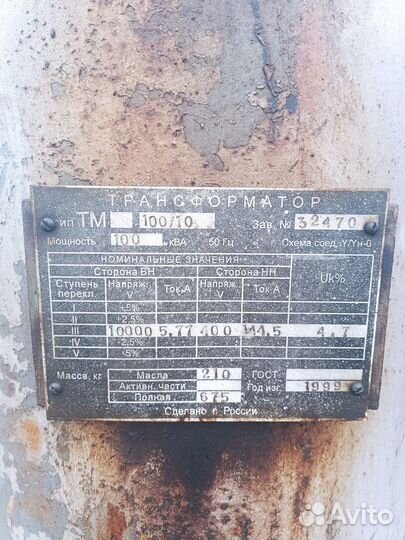 ТРАНСФОРМАТОР
тип ТМ 100/10 Зав. № 32470
Мощность 100 кВА 50 Гц Схема соед. Y/Yн-0
НОМИНАЛЬНЫЕ ЗНАЧЕНИЯ
Сторона ВН Сторона НН Uk%
Ступень перекл. Напряж. V Ток.А Напряж. V Ток.А
I +5%
II +2,5%
III 10000 5,77 400 144,5 4,7
IV -2,5%
V -5%
Масса, кг Масла 210 ГОСТ
Активн. части Год изг. 1999
Полная 675
Сделано в России
Avito